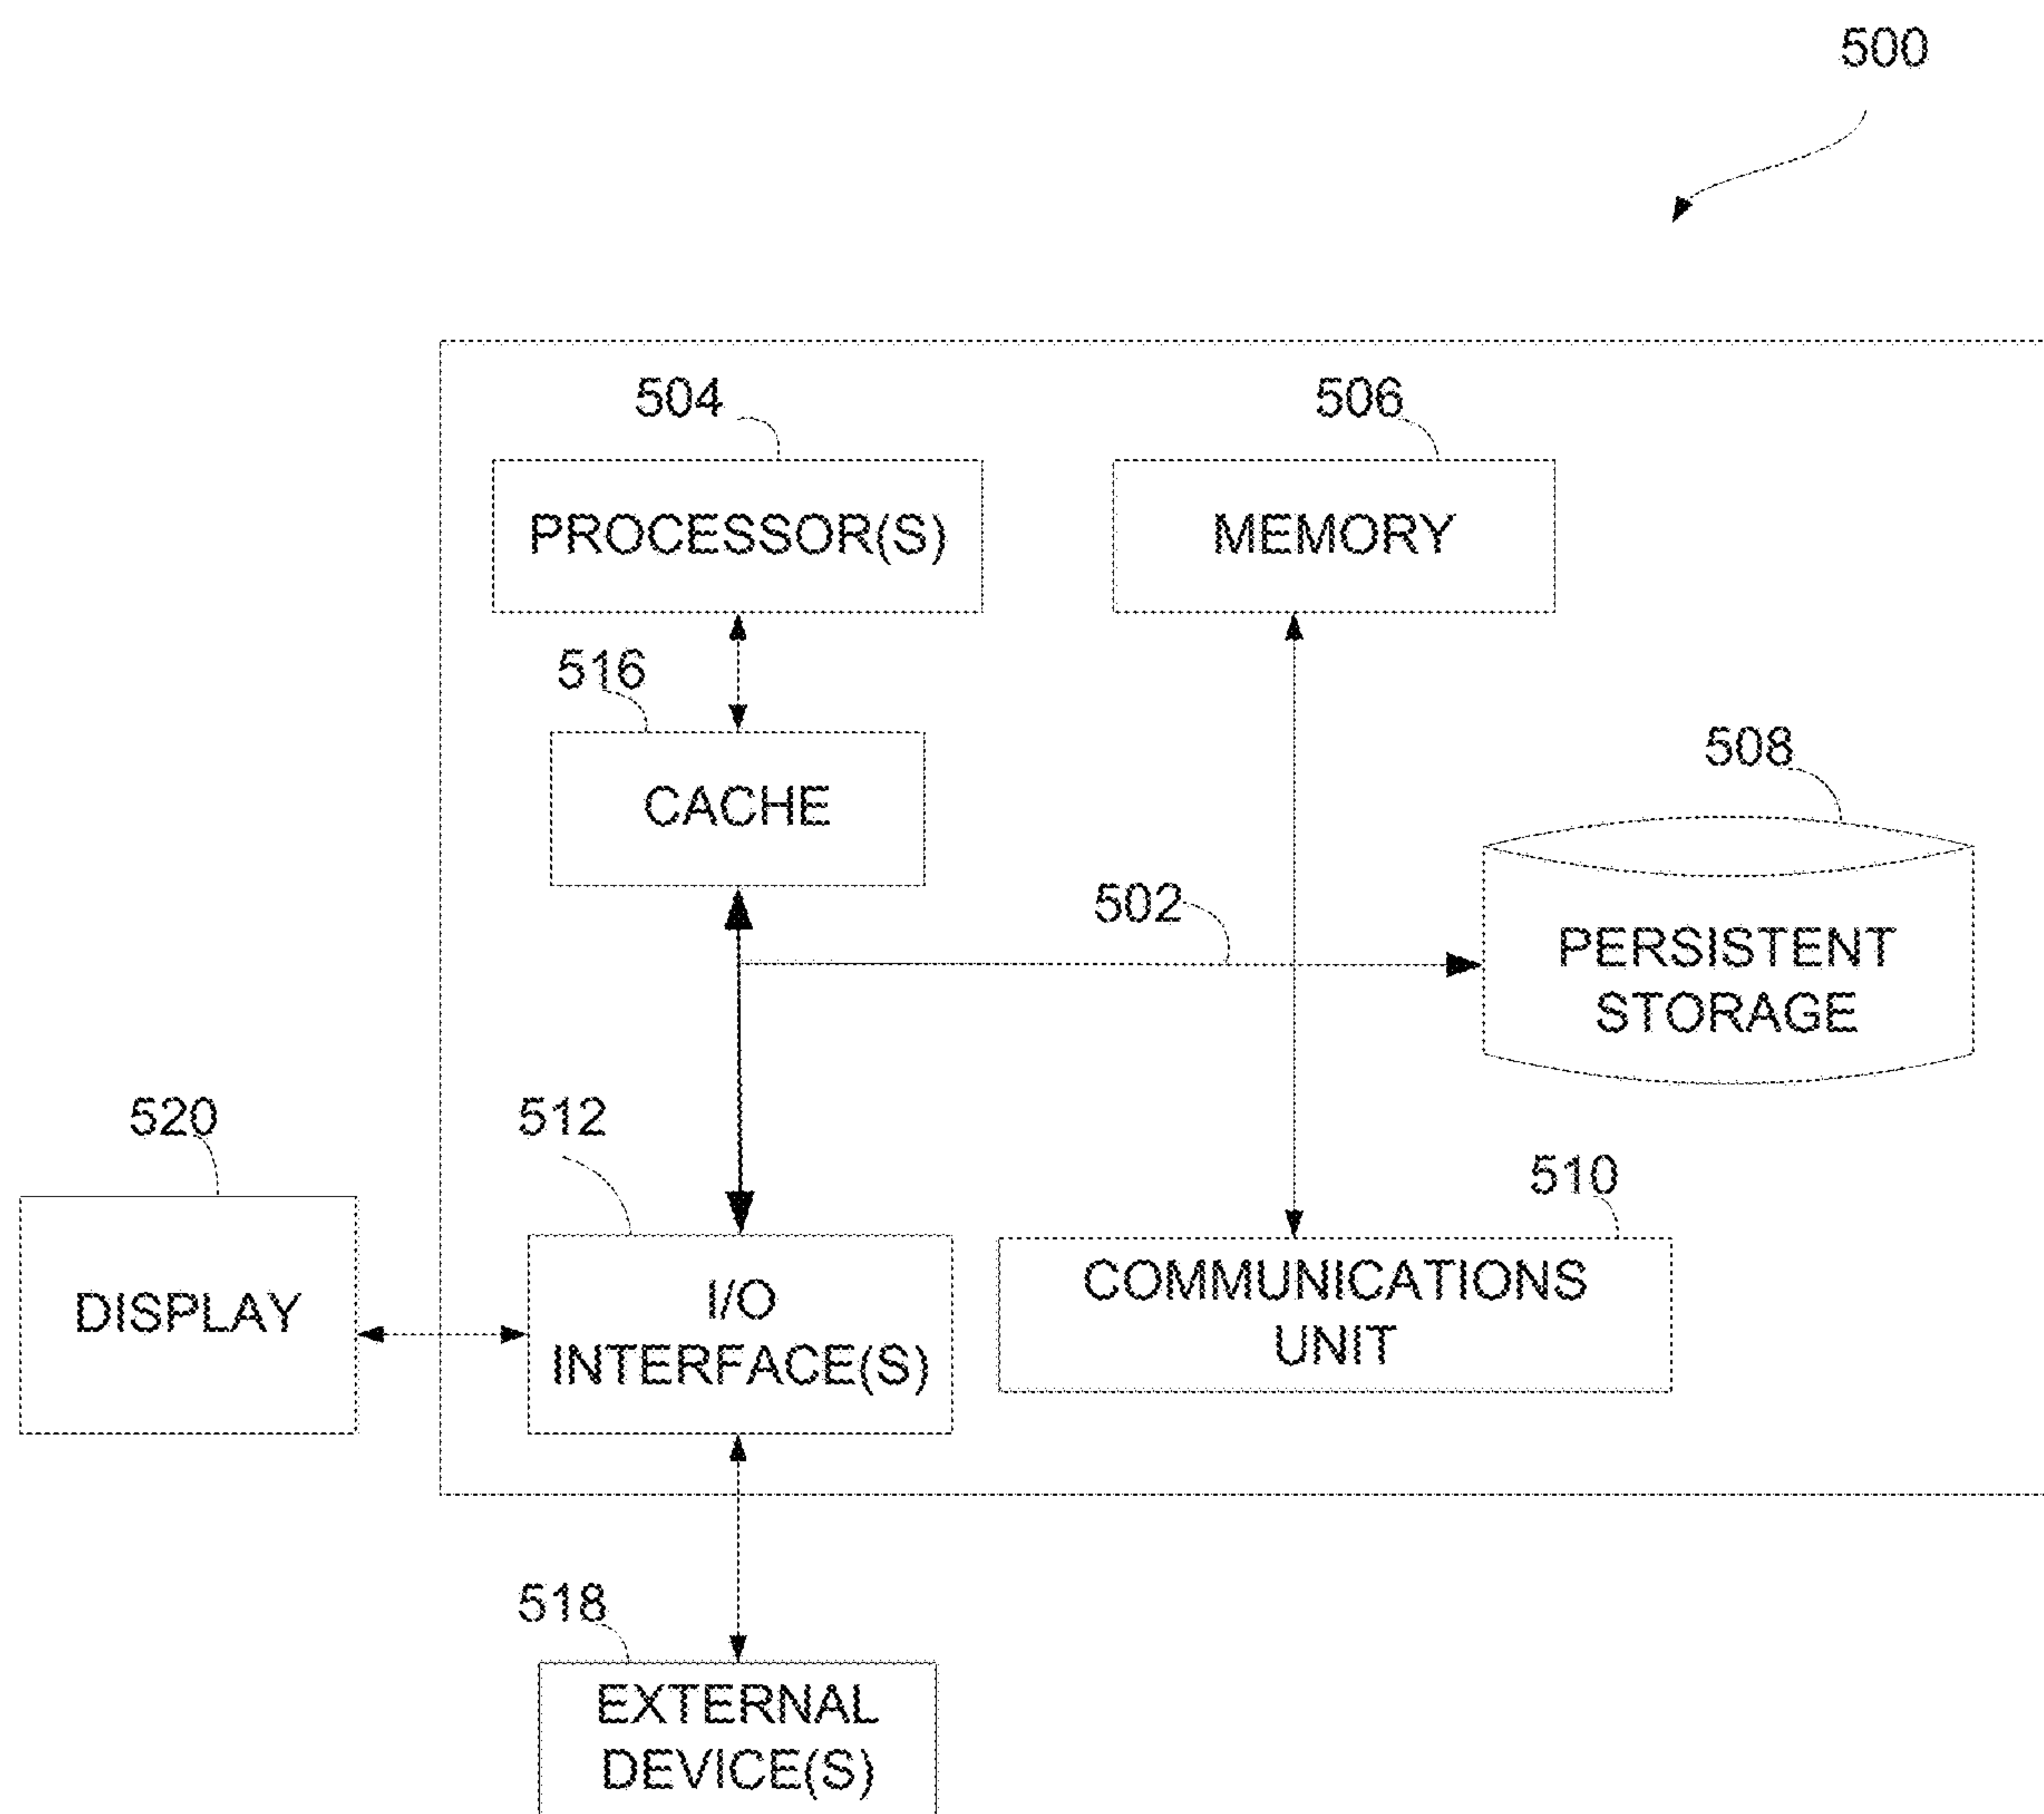 500
504
506
PROCESSOR(S)
MEMORY
516
CACHE
508
502
PERSISTENT
STORAGE
520
512
510
DISPLAY
I/O
INTERFACE(S)
COMMUNICATIONS
UNIT
518
EXTERNAL
DEVICE(S)